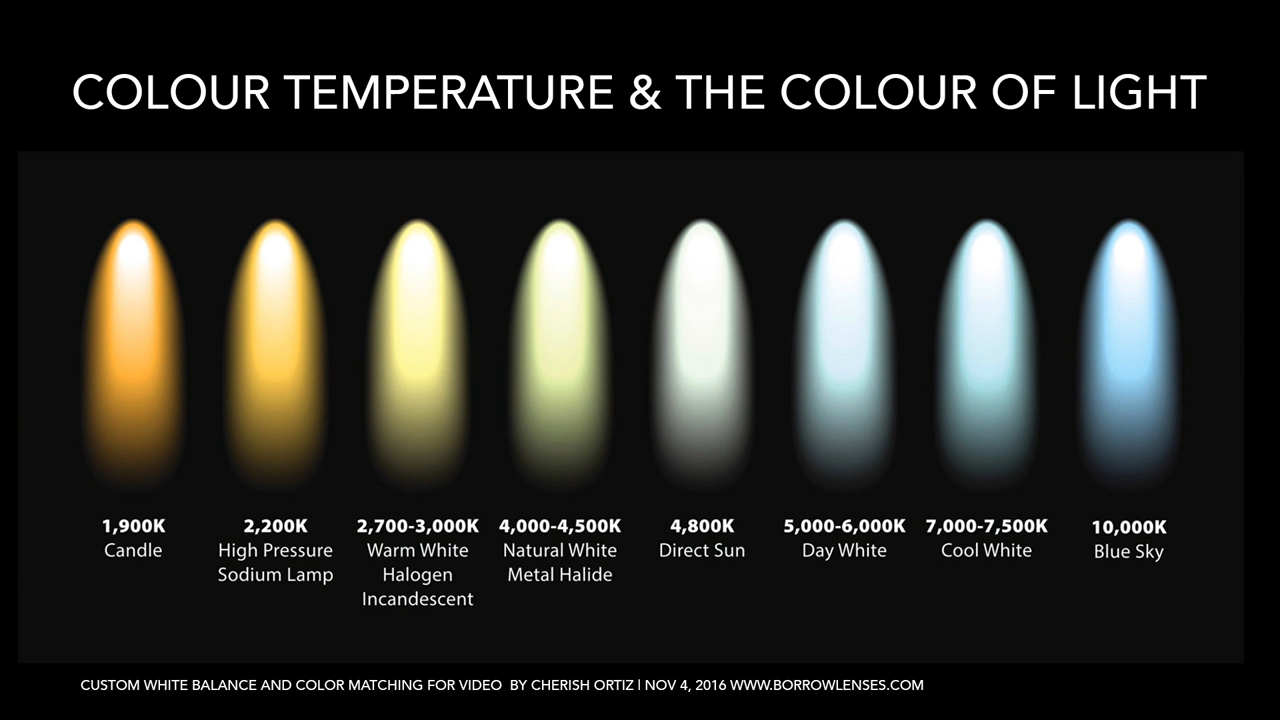 COLOUR TEMPERATURE & THE COLOUR OF LIGHT
1,900K
Candle
2,200K
High Pressure
Sodium Lamp
2,700-3,000K
Warm White
Halogen
Incandescent
4,000-4,500K
Natural White
Metal Halide
4,800K
Direct Sun
5,000-6,000K
Day White
7,000-7,500K
Cool White
10,000K
Blue Sky
CUSTOM WHITE BALANCE AND COLOR MATCHING FOR VIDEO  BY CHERISH ORTIZ | NOV 4, 2016 WWW.BORROWLENSES.COM